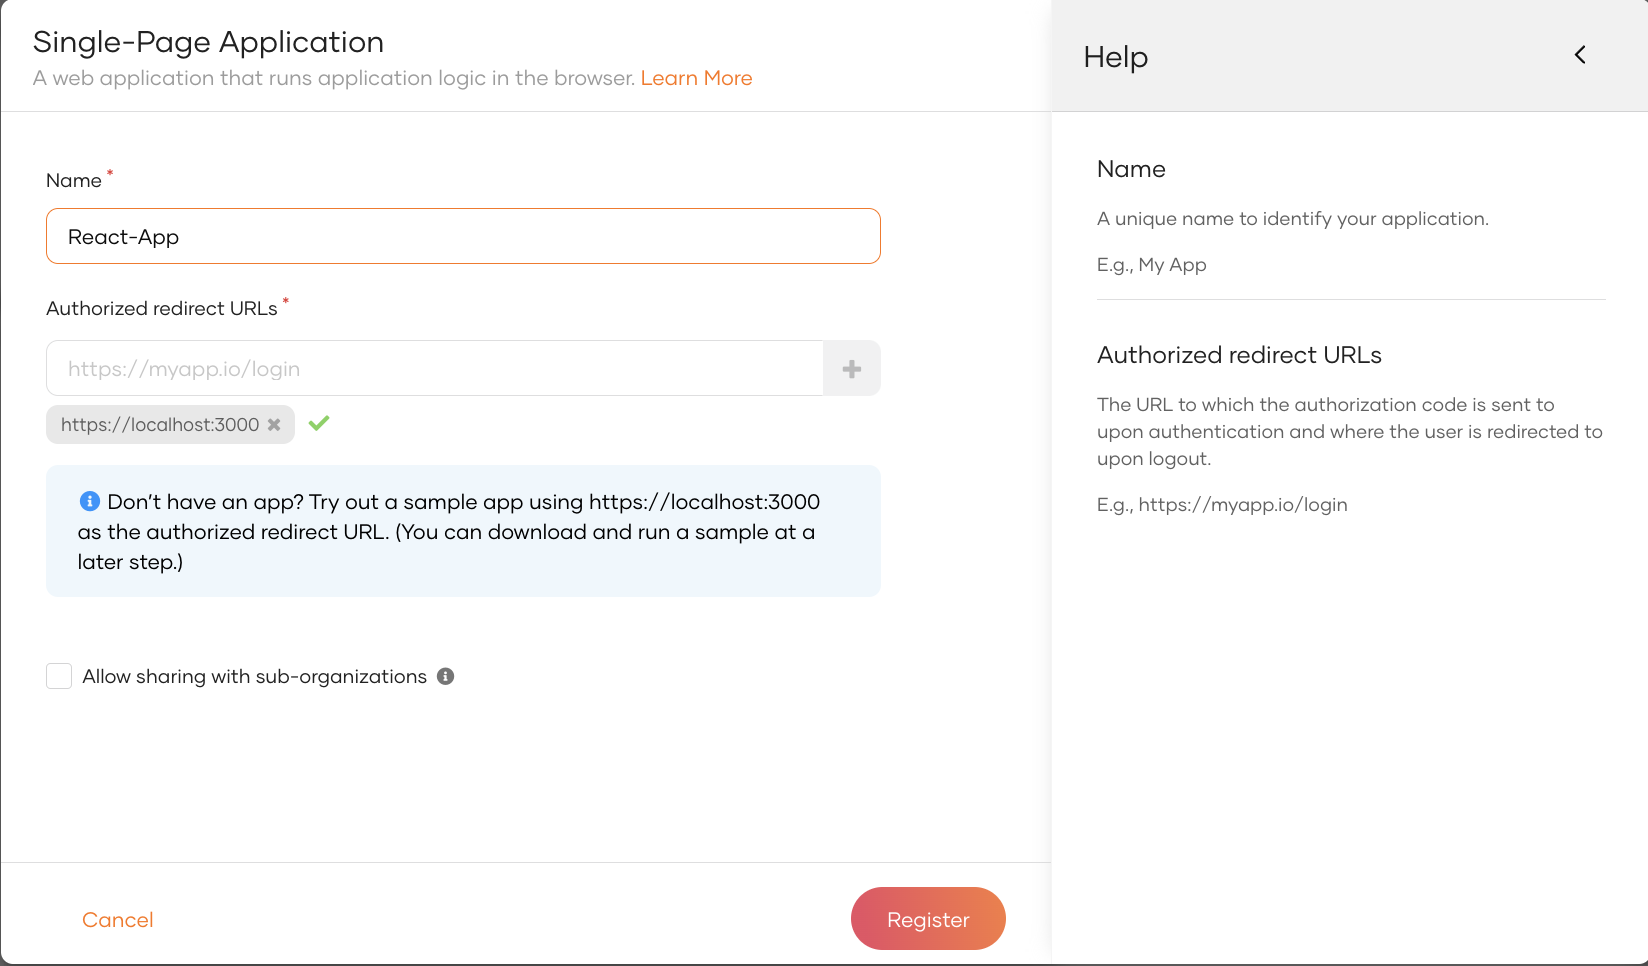 Single-Page Application
A web application that runs application logic in the browser. Learn More
Name *
React-App
Authorized redirect URLs *
https://myapp.io/login
https://localhost:3000
Don't have an app? Try out a sample app using https://localhost:3000
as the authorized redirect URL. (You can download and run a sample at a
later step.)
Allow sharing with sub-organizations
Cancel
Register
Help
Name
A unique name to identify your application.
E.g., My App
Authorized redirect URLs
The URL to which the authorization code is sent to
upon authentication and where the user is redirected to
upon logout.
E.g., https://myapp.io/login